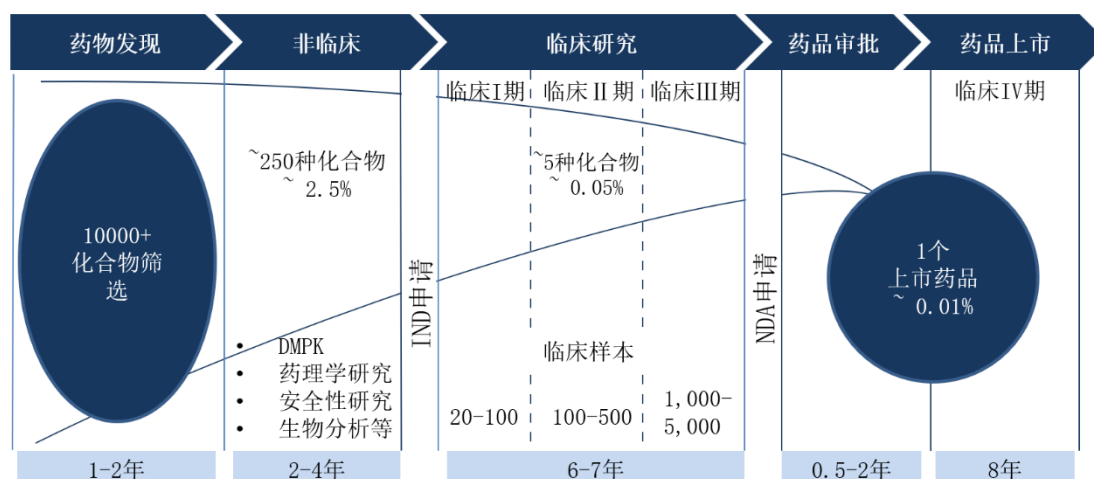 药物发现
非临床
临床研究
药品审批
药品上市
临床I期
临床Ⅱ期
临床Ⅲ期
临床IV期
10000+
化合物筛
选
~250种化合物
~ 2.5%
• DMPK
• 药理学研究
• 安全性研究
• 生物分析等
IND申请
~5种化合物
~ 0.05%
临床样本
20-100
100-500
1,000-
5,000
NDA申请
1个
上市药品
~ 0.01%
1-2年
2-4年
6-7年
0.5-2年
8年